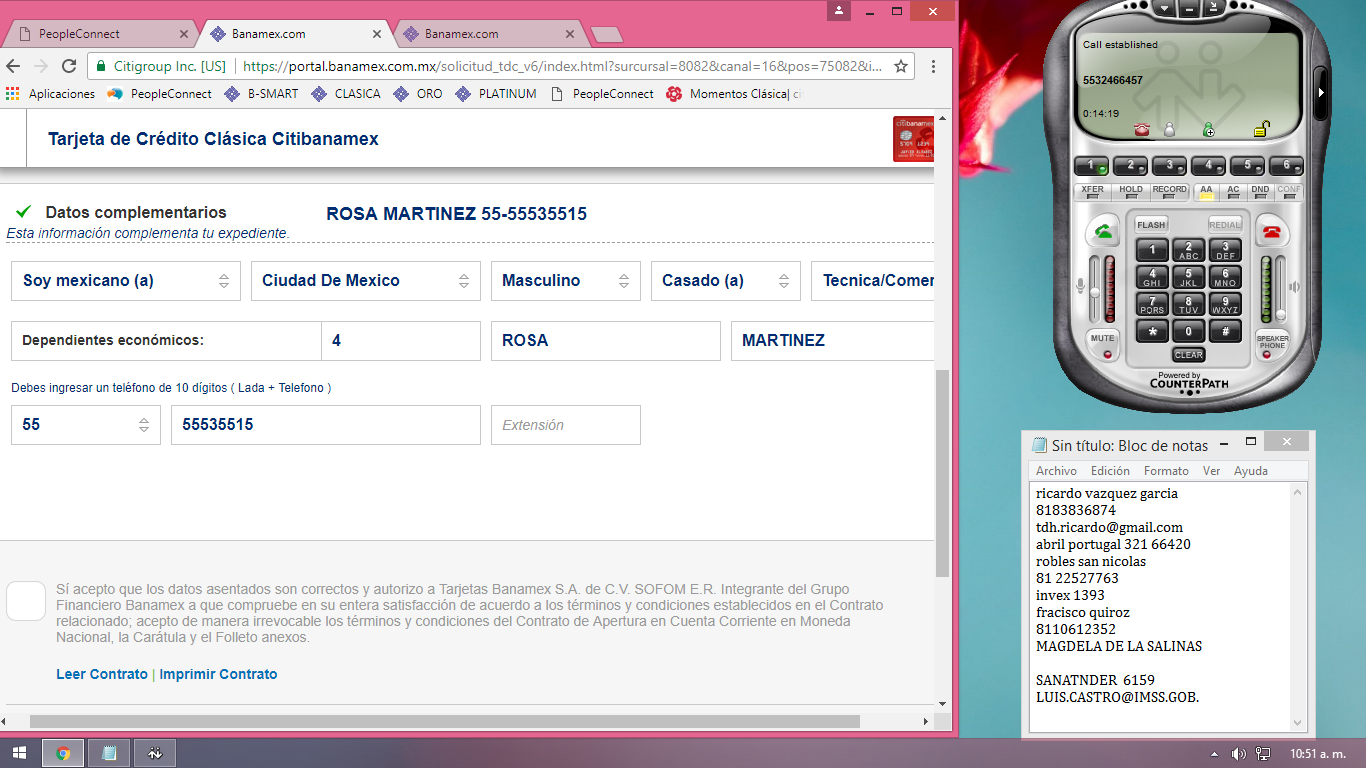 PeopleConnect
Banamex.com
Banamex.com
Citigroup Inc. [US]
https://portal.banamex.com.mx/solicitud_tdc_v6/index.html?surcursal=8082&canal=16&pos=75082&i...
Aplicaciones
PeopleConnect
B-SMART
CLASICA
ORO
PLATINUM
PeopleConnect
Momentos Clásica| ci
Tarjeta de Crédito Clásica Citibanamex
Datos complementarios
ROSA MARTINEZ 55-55535515
Esta información complementa tu expediente.
Soy mexicano (a)
Ciudad De Mexico
Masculino
Casado (a)
Tecnica/Comer
Dependientes económicos:
4
ROSA
MARTINEZ
Debes ingresar un teléfono de 10 dígitos ( Lada + Telefono )
55
55535515
Extensión
Sí acepto que los datos asentados son correctos y autorizo a Tarjetas Banamex S.A. de C.V. SOFOM E.R. Integrante del Grupo
Financiero Banamex a que compruebe en su entera satisfacción de acuerdo a los términos y condiciones establecidos en el Contrato
relacionado; acepto de manera irrevocable los términos y condiciones del Contrato de Apertura en Cuenta Corriente en Moneda
Nacional, la Carátula y el Folleto anexos.
Leer Contrato | Imprimir Contrato
Call established
5532466457
0:14:19
1 2 3 4 5 6
XFER HOLD RECORD AA AC DND CONF
FLASH
REDIAL
1
2 ABC
3 DEF
4 GHI
5 JKL
6 MNO
7 PQRS
8 TUV
9 WXYZ
*
0
#
MUTE
CLEAR
SPEAKER
PHONE
Powered by
COUNTERPATH
Sin título: Bloc de notas
Archivo Edición Formato Ver Ayuda
ricardo vazquez garcia
8183836874
tdh.ricardo@gmail.com
abril portugal 321 66420
robles san nicolas
81 22527763
invex 1393
fracisco quiroz
8110612352
MAGDELA DE LA SALINAS
SANATNDER 6159
LUIS.CASTRO@IMSS.GOB.
10:51 a. m.